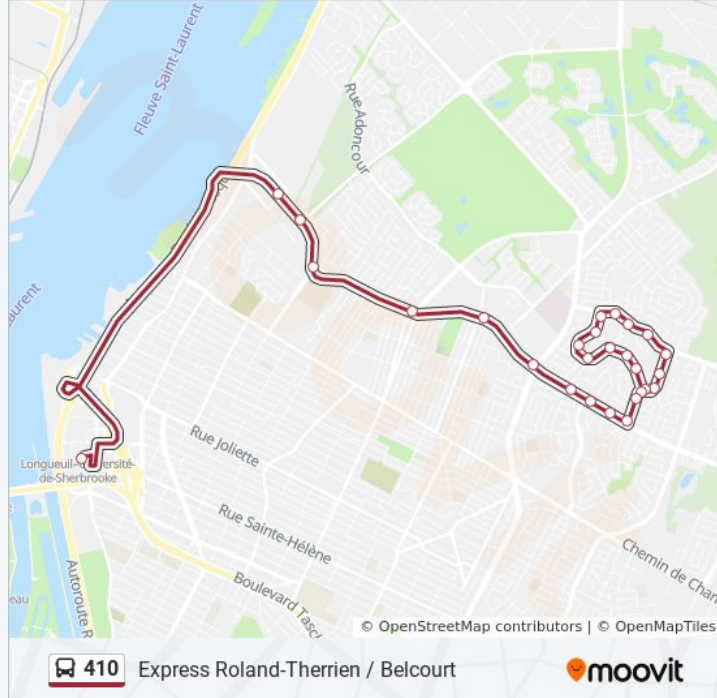 Fleuve Saint-Laurent
Rue Adoncour
Laurent
Rue Joliette
Longueuil–Université-
de-Sherbrooke
Rue Sainte-Hélène
Chemin de Cham
Autoroute R
Boulevard Tasch
eau
© OpenStreetMap contributors | © OpenMapTiles
410 Express Roland-Therrien / Belcourt
moovit